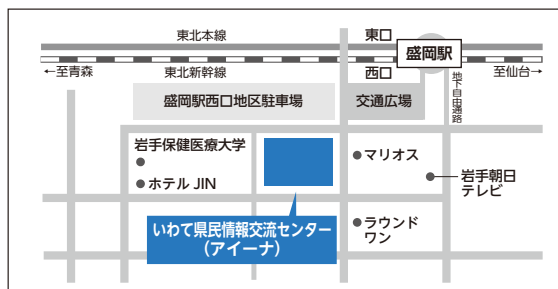 東北本線
東口
盛岡駅
←至青森
東北新幹線
西口
至仙台→
盛岡駅西口地区駐車場
交通広場
地下自由通路
岩手保健医療大学
マリオス
ホテル JIN
岩手朝日
テレビ
いわて県民情報交流センター
(アイーナ)
ラウンド
ワン